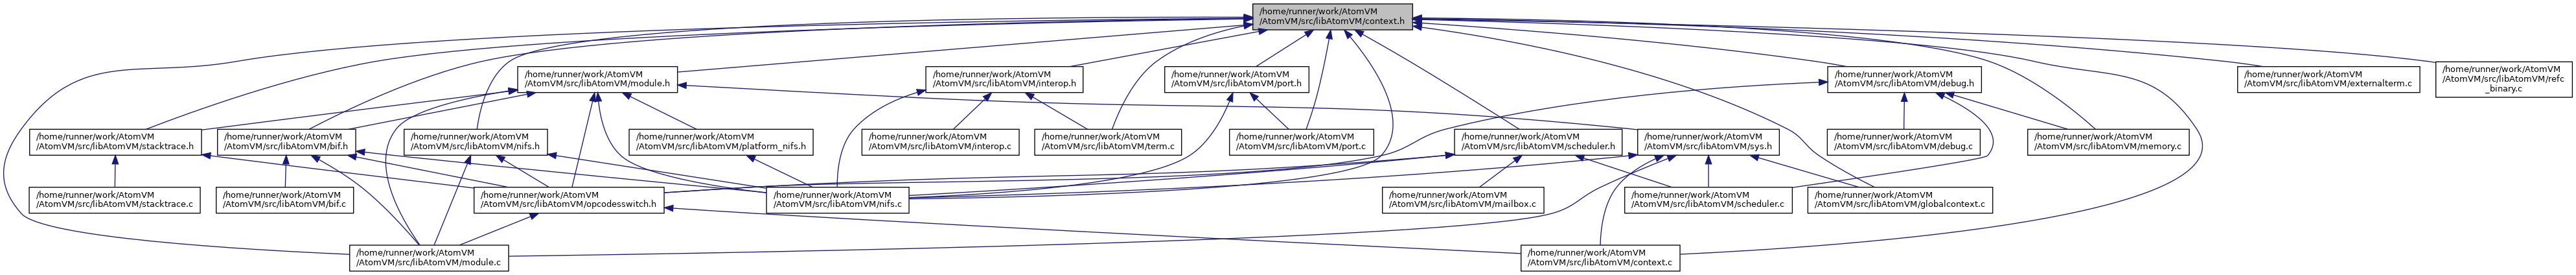 /home/runner/work/AtomVM
/AtomVM/src/libAtomVM/context.h
/home/runner/work/AtomVM
/AtomVM/src/libAtomVM/module.h
/home/runner/work/AtomVM
/AtomVM/src/libAtomVM/interop.h
/home/runner/work/AtomVM
/AtomVM/src/libAtomVM/port.h
/home/runner/work/AtomVM
/AtomVM/src/libAtomVM/debug.h
/home/runner/work/AtomVM
/AtomVM/src/libAtomVM/externalterm.c
/home/runner/work/AtomVM
/AtomVM/src/libAtomVM/refc
_binary.c
/home/runner/work/AtomVM
/AtomVM/src/libAtomVM/stacktrace.h
/home/runner/work/AtomVM
/AtomVM/src/libAtomVM/bif.h
/home/runner/work/AtomVM
/AtomVM/src/libAtomVM/nifs.h
/home/runner/work/AtomVM
/AtomVM/src/libAtomVM/platform_nifs.h
/home/runner/work/AtomVM
/AtomVM/src/libAtomVM/interop.c
/home/runner/work/AtomVM
/AtomVM/src/libAtomVM/term.c
/home/runner/work/AtomVM
/AtomVM/src/libAtomVM/port.c
/home/runner/work/AtomVM
/AtomVM/src/libAtomVM/scheduler.h
/home/runner/work/AtomVM
/AtomVM/src/libAtomVM/sys.h
/home/runner/work/AtomVM
/AtomVM/src/libAtomVM/debug.c
/home/runner/work/AtomVM
/AtomVM/src/libAtomVM/memory.c
/home/runner/work/AtomVM
/AtomVM/src/libAtomVM/stacktrace.c
/home/runner/work/AtomVM
/AtomVM/src/libAtomVM/bif.c
/home/runner/work/AtomVM
/AtomVM/src/libAtomVM/opcodesswitch.h
/home/runner/work/AtomVM
/AtomVM/src/libAtomVM/nifs.c
/home/runner/work/AtomVM
/AtomVM/src/libAtomVM/mailbox.c
/home/runner/work/AtomVM
/AtomVM/src/libAtomVM/scheduler.c
/home/runner/work/AtomVM
/AtomVM/src/libAtomVM/globalcontext.c
/home/runner/work/AtomVM
/AtomVM/src/libAtomVM/module.c
/home/runner/work/AtomVM
/AtomVM/src/libAtomVM/context.c